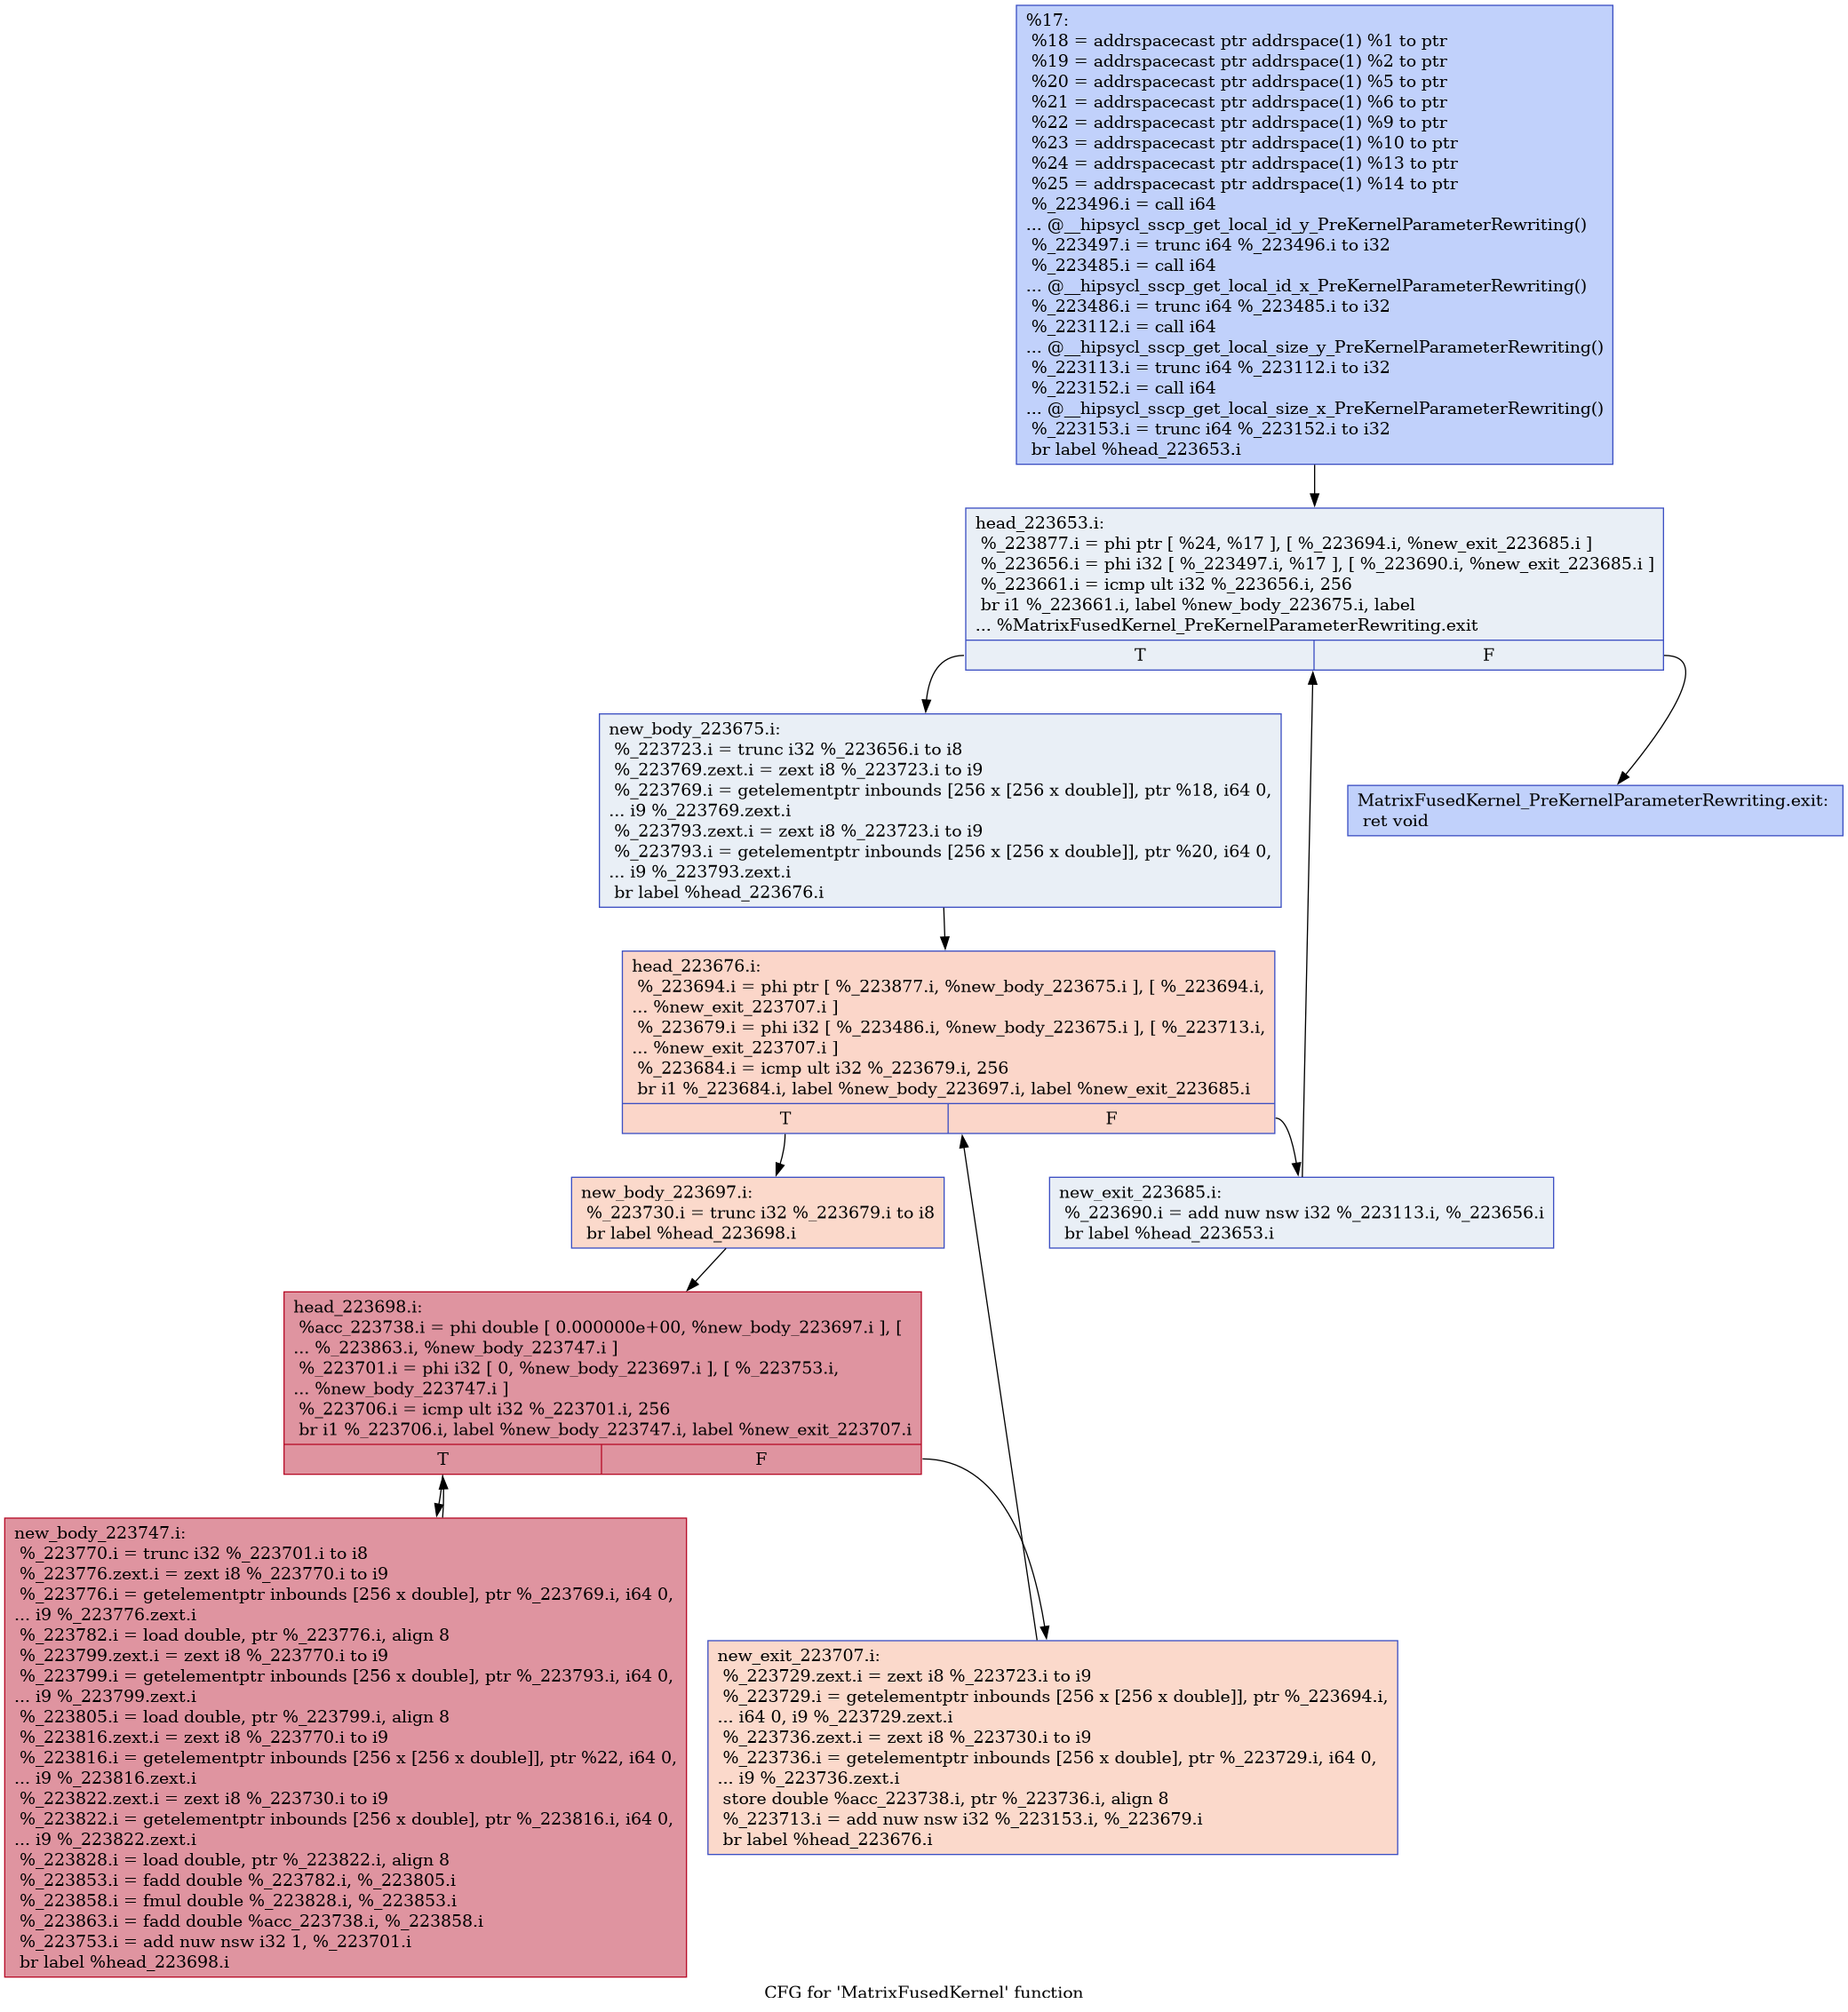 %17:
%18 = addrspacecast ptr addrspace(1) %1 to ptr
%19 = addrspacecast ptr addrspace(1) %2 to ptr
%20 = addrspacecast ptr addrspace(1) %5 to ptr
%21 = addrspacecast ptr addrspace(1) %6 to ptr
%22 = addrspacecast ptr addrspace(1) %9 to ptr
%23 = addrspacecast ptr addrspace(1) %10 to ptr
%24 = addrspacecast ptr addrspace(1) %13 to ptr
%25 = addrspacecast ptr addrspace(1) %14 to ptr
%_223496.i = call i64
... @__hipsycl_sscp_get_local_id_y_PreKernelParameterRewriting()
%_223497.i = trunc i64 %_223496.i to i32
%_223485.i = call i64
... @__hipsycl_sscp_get_local_id_x_PreKernelParameterRewriting()
%_223486.i = trunc i64 %_223485.i to i32
%_223112.i = call i64
... @__hipsycl_sscp_get_local_size_y_PreKernelParameterRewriting()
%_223113.i = trunc i64 %_223112.i to i32
%_223152.i = call i64
... @__hipsycl_sscp_get_local_size_x_PreKernelParameterRewriting()
%_223153.i = trunc i64 %_223152.i to i32
br label %head_223653.i
head_223653.i:
%_223877.i = phi ptr [ %24, %17 ], [ %_223694.i, %new_exit_223685.i ]
%_223656.i = phi i32 [ %_223497.i, %17 ], [ %_223690.i, %new_exit_223685.i ]
%_223661.i = icmp ult i32 %_223656.i, 256
br i1 %_223661.i, label %new_body_223675.i, label
... %MatrixFusedKernel_PreKernelParameterRewriting.exit
T
F
new_body_223675.i:
%_223723.i = trunc i32 %_223656.i to i8
%_223769.zext.i = zext i8 %_223723.i to i9
%_223769.i = getelementptr inbounds [256 x [256 x double]], ptr %18, i64 0,
... i9 %_223769.zext.i
%_223793.zext.i = zext i8 %_223723.i to i9
%_223793.i = getelementptr inbounds [256 x [256 x double]], ptr %20, i64 0,
... i9 %_223793.zext.i
br label %head_223676.i
MatrixFusedKernel_PreKernelParameterRewriting.exit:
ret void
head_223676.i:
%_223694.i = phi ptr [ %_223877.i, %new_body_223675.i ], [ %_223694.i,
... %new_exit_223707.i ]
%_223679.i = phi i32 [ %_223486.i, %new_body_223675.i ], [ %_223713.i,
... %new_exit_223707.i ]
%_223684.i = icmp ult i32 %_223679.i, 256
br i1 %_223684.i, label %new_body_223697.i, label %new_exit_223685.i
T
F
new_body_223697.i:
%_223730.i = trunc i32 %_223679.i to i8
br label %head_223698.i
new_exit_223685.i:
%_223690.i = add nuw nsw i32 %_223113.i, %_223656.i
br label %head_223653.i
head_223698.i:
%acc_223738.i = phi double [ 0.000000e+00, %new_body_223697.i ], [
... %_223863.i, %new_body_223747.i ]
%_223701.i = phi i32 [ 0, %new_body_223697.i ], [ %_223753.i,
... %new_body_223747.i ]
%_223706.i = icmp ult i32 %_223701.i, 256
br i1 %_223706.i, label %new_body_223747.i, label %new_exit_223707.i
T
F
new_body_223747.i:
%_223770.i = trunc i32 %_223701.i to i8
%_223776.zext.i = zext i8 %_223770.i to i9
%_223776.i = getelementptr inbounds [256 x double], ptr %_223769.i, i64 0,
... i9 %_223776.zext.i
%_223782.i = load double, ptr %_223776.i, align 8
%_223799.zext.i = zext i8 %_223770.i to i9
%_223799.i = getelementptr inbounds [256 x double], ptr %_223793.i, i64 0,
... i9 %_223799.zext.i
%_223805.i = load double, ptr %_223799.i, align 8
%_223816.zext.i = zext i8 %_223770.i to i9
%_223816.i = getelementptr inbounds [256 x [256 x double]], ptr %22, i64 0,
... i9 %_223816.zext.i
%_223822.zext.i = zext i8 %_223730.i to i9
%_223822.i = getelementptr inbounds [256 x double], ptr %_223816.i, i64 0,
... i9 %_223822.zext.i
%_223828.i = load double, ptr %_223822.i, align 8
%_223853.i = fadd double %_223782.i, %_223805.i
%_223858.i = fmul double %_223828.i, %_223853.i
%_223863.i = fadd double %acc_223738.i, %_223858.i
%_223753.i = add nuw nsw i32 1, %_223701.i
br label %head_223698.i
new_exit_223707.i:
%_223729.zext.i = zext i8 %_223723.i to i9
%_223729.i = getelementptr inbounds [256 x [256 x double]], ptr %_223694.i,
... i64 0, i9 %_223729.zext.i
%_223736.zext.i = zext i8 %_223730.i to i9
%_223736.i = getelementptr inbounds [256 x double], ptr %_223729.i, i64 0,
... i9 %_223736.zext.i
store double %acc_223738.i, ptr %_223736.i, align 8
%_223713.i = add nuw nsw i32 %_223153.i, %_223679.i
br label %head_223676.i
CFG for 'MatrixFusedKernel' function